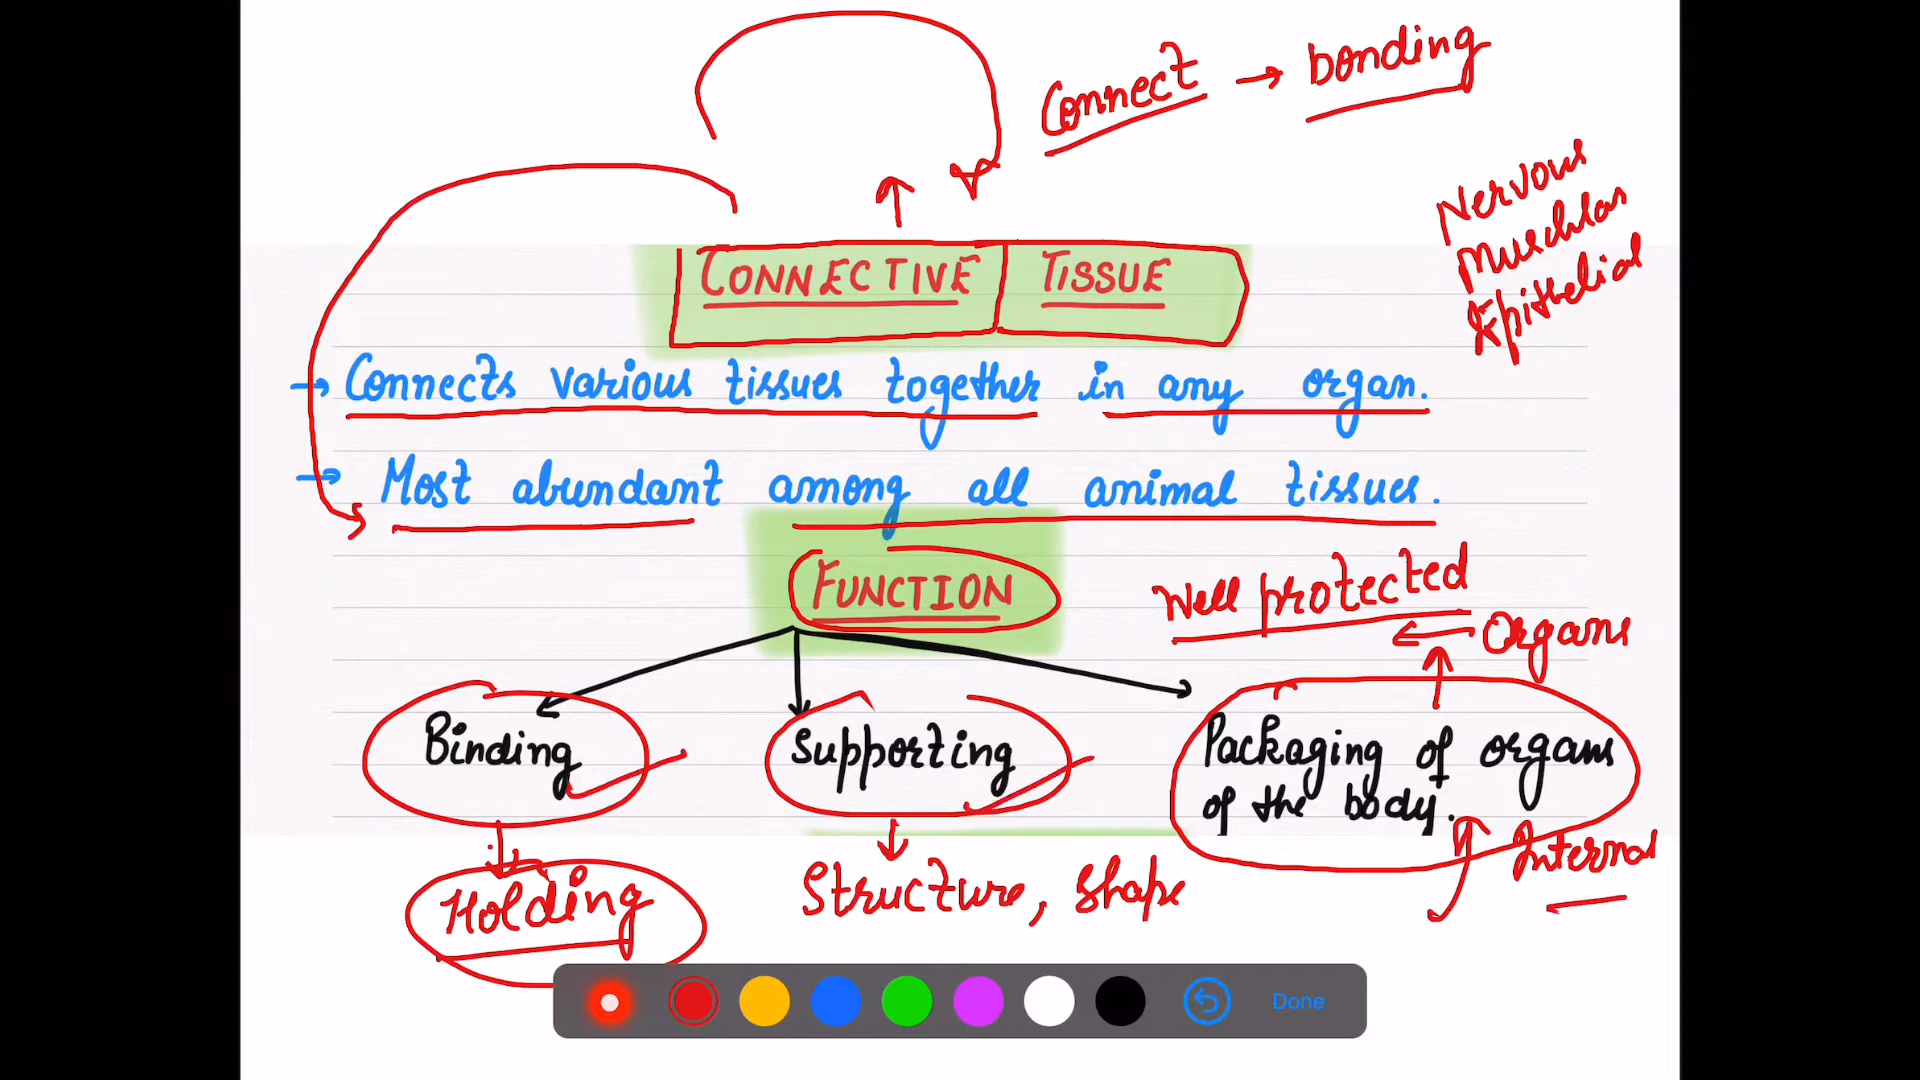 Connect → bonding
Nervous
Muscular
Epithelial
CONNECTIVE TISSUE
→ Connects various tissues together in any organ.
→ Most abundant among all animal tissues.
FUNCTION
Well protected
← Organs
Binding
Supporting
Packaging of organs
of the body.
Internal
Holding
Structure, Shape
Done